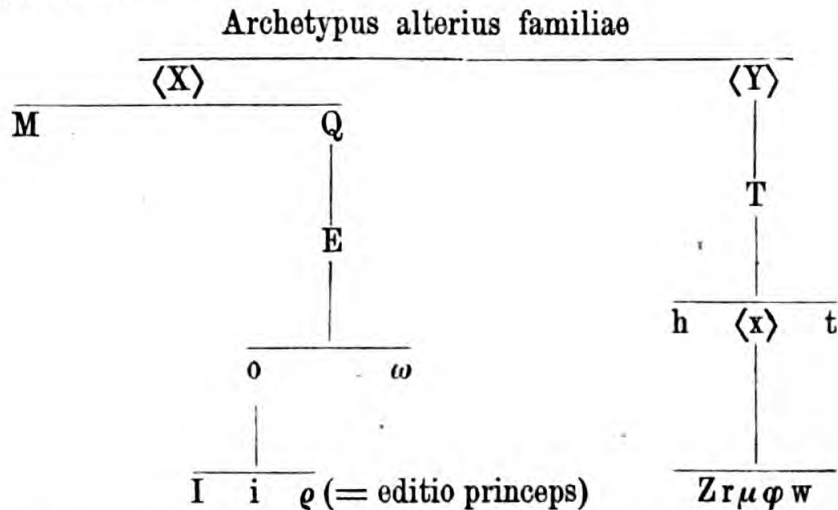 Archetypus alterius familiae
⟨X⟩ ⟨Y⟩
M Q
T
E
h ⟨x⟩ t
o ω
I i ϱ (= editio princeps) Z r μ φ w